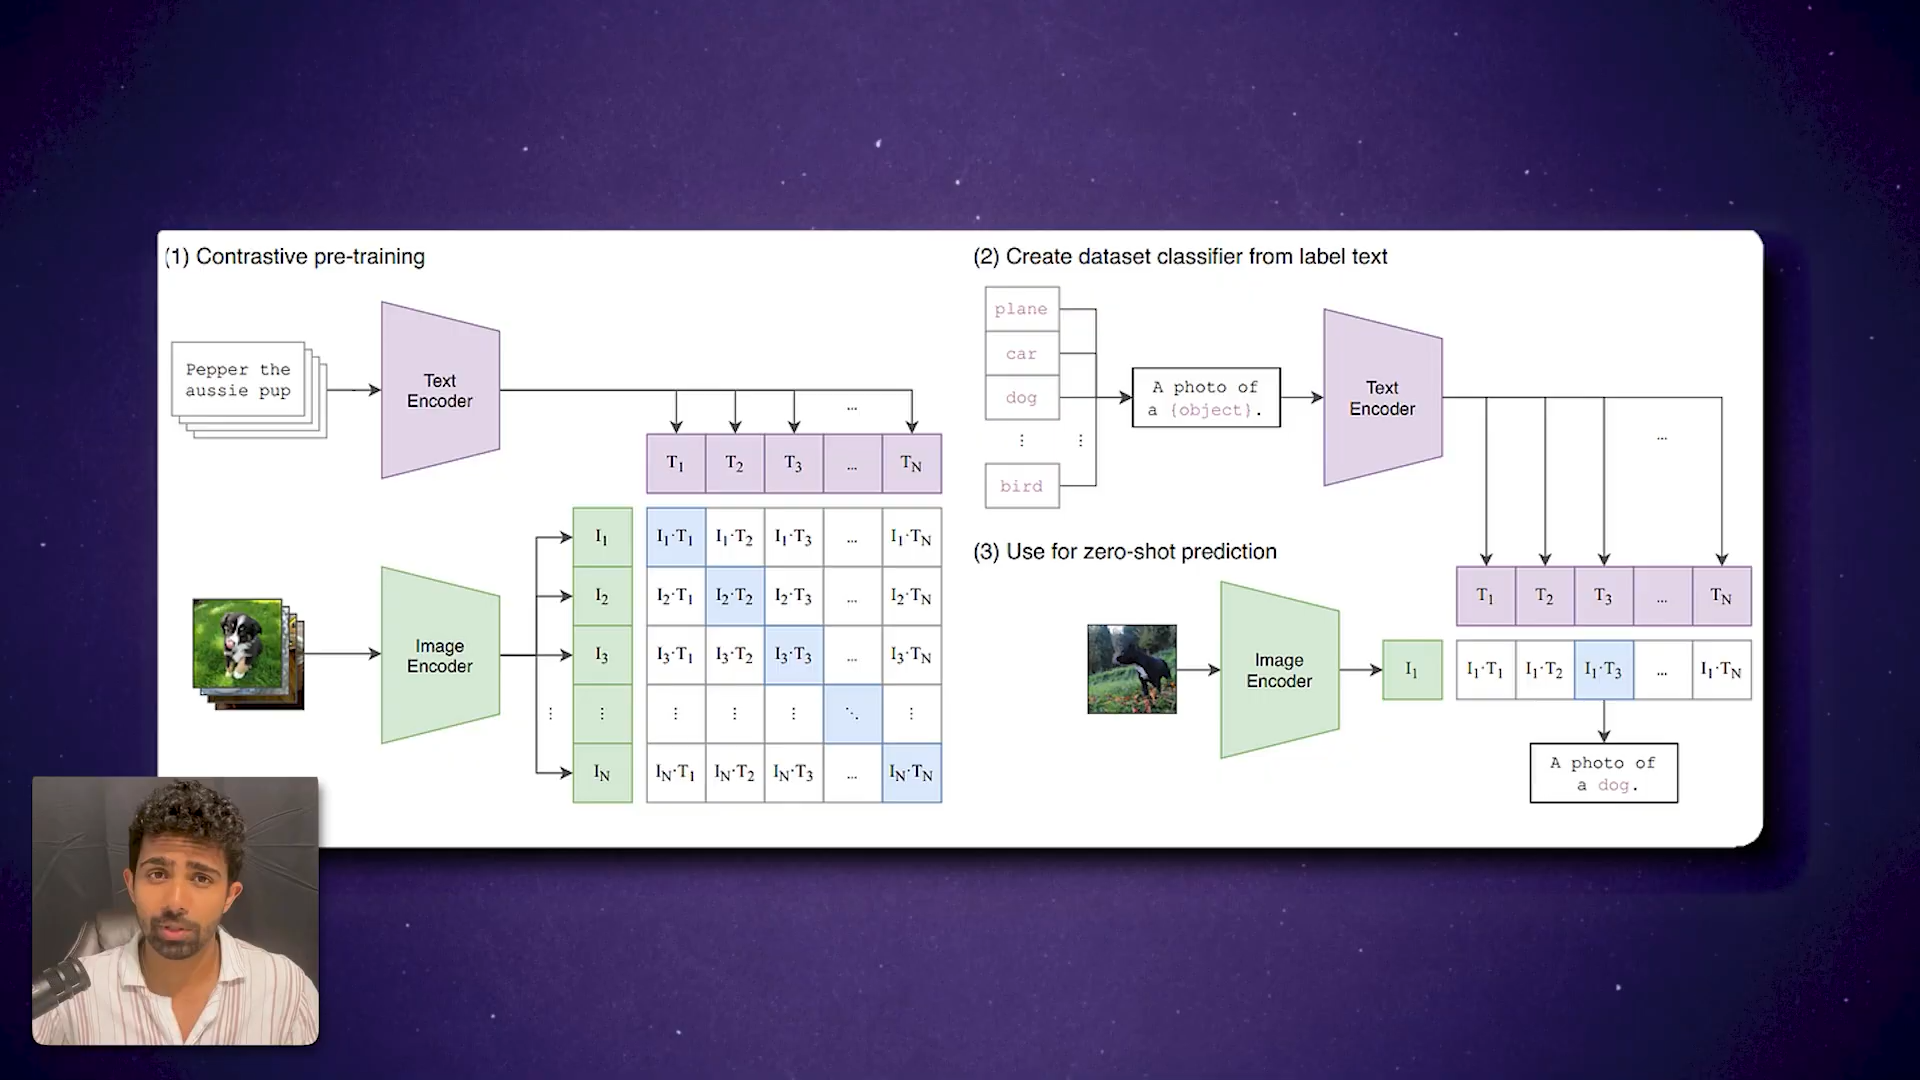 (1) Contrastive pre-training
Pepper the
aussie pup
Text
Encoder
...
T1 T2 T3 ... TN
I1 I1·T1 I1·T2 I1·T3 ... I1·TN
I2 I2·T1 I2·T2 I2·T3 ... I2·TN
I3 I3·T1 I3·T2 I3·T3 ... I3·TN
⋮ ⋮ ⋮ ⋮ ⋮ ⋱ ⋮
IN IN·T1 IN·T2 IN·T3 ... IN·TN
Image
Encoder
(2) Create dataset classifier from label text
plane
car
dog
⋮ ⋮
bird
A photo of
a {object}.
Text
Encoder
...
(3) Use for zero-shot prediction
Image
Encoder
T1 T2 T3 ... TN
I1 I1·T1 I1·T2 I1·T3 ... I1·TN
A photo of
a dog.